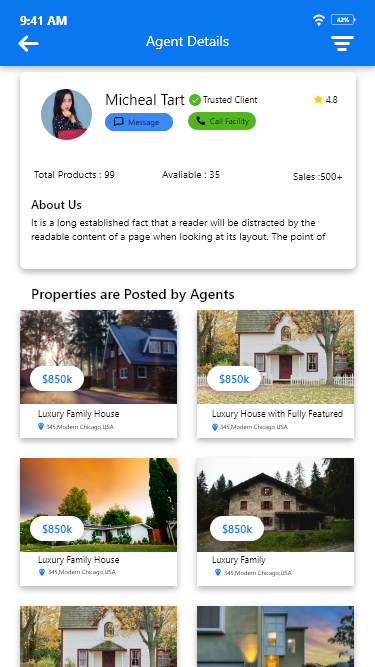 9:41 AM
42%
Agent Details
Micheal Tart
Trusted Client
4.8
Message
Call Facility
Total Products : 99
Avaliable : 35
Sales :500+
About Us
It is a long established fact that a reader will be distracted by the
readable content of a page when looking at its layout. The point of
Properties are Posted by Agents
$850k
$850k
Luxury Family House
Luxury House with Fully Featured
345,Modern Chicago,USA
345,Modern Chicago,USA
$850k
$850k
Luxury Family House
Luxury Family
345,Modern Chicago,USA
345,Modern Chicago,USA